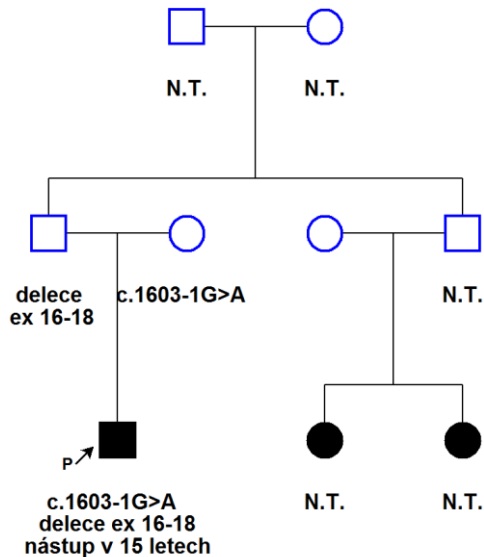 N.T.
N.T.
delece
ex 16-18
c.1603-1G>A
N.T.
P
c.1603-1G>A
delece ex 16-18
nástup v 15 letech
N.T.
N.T.